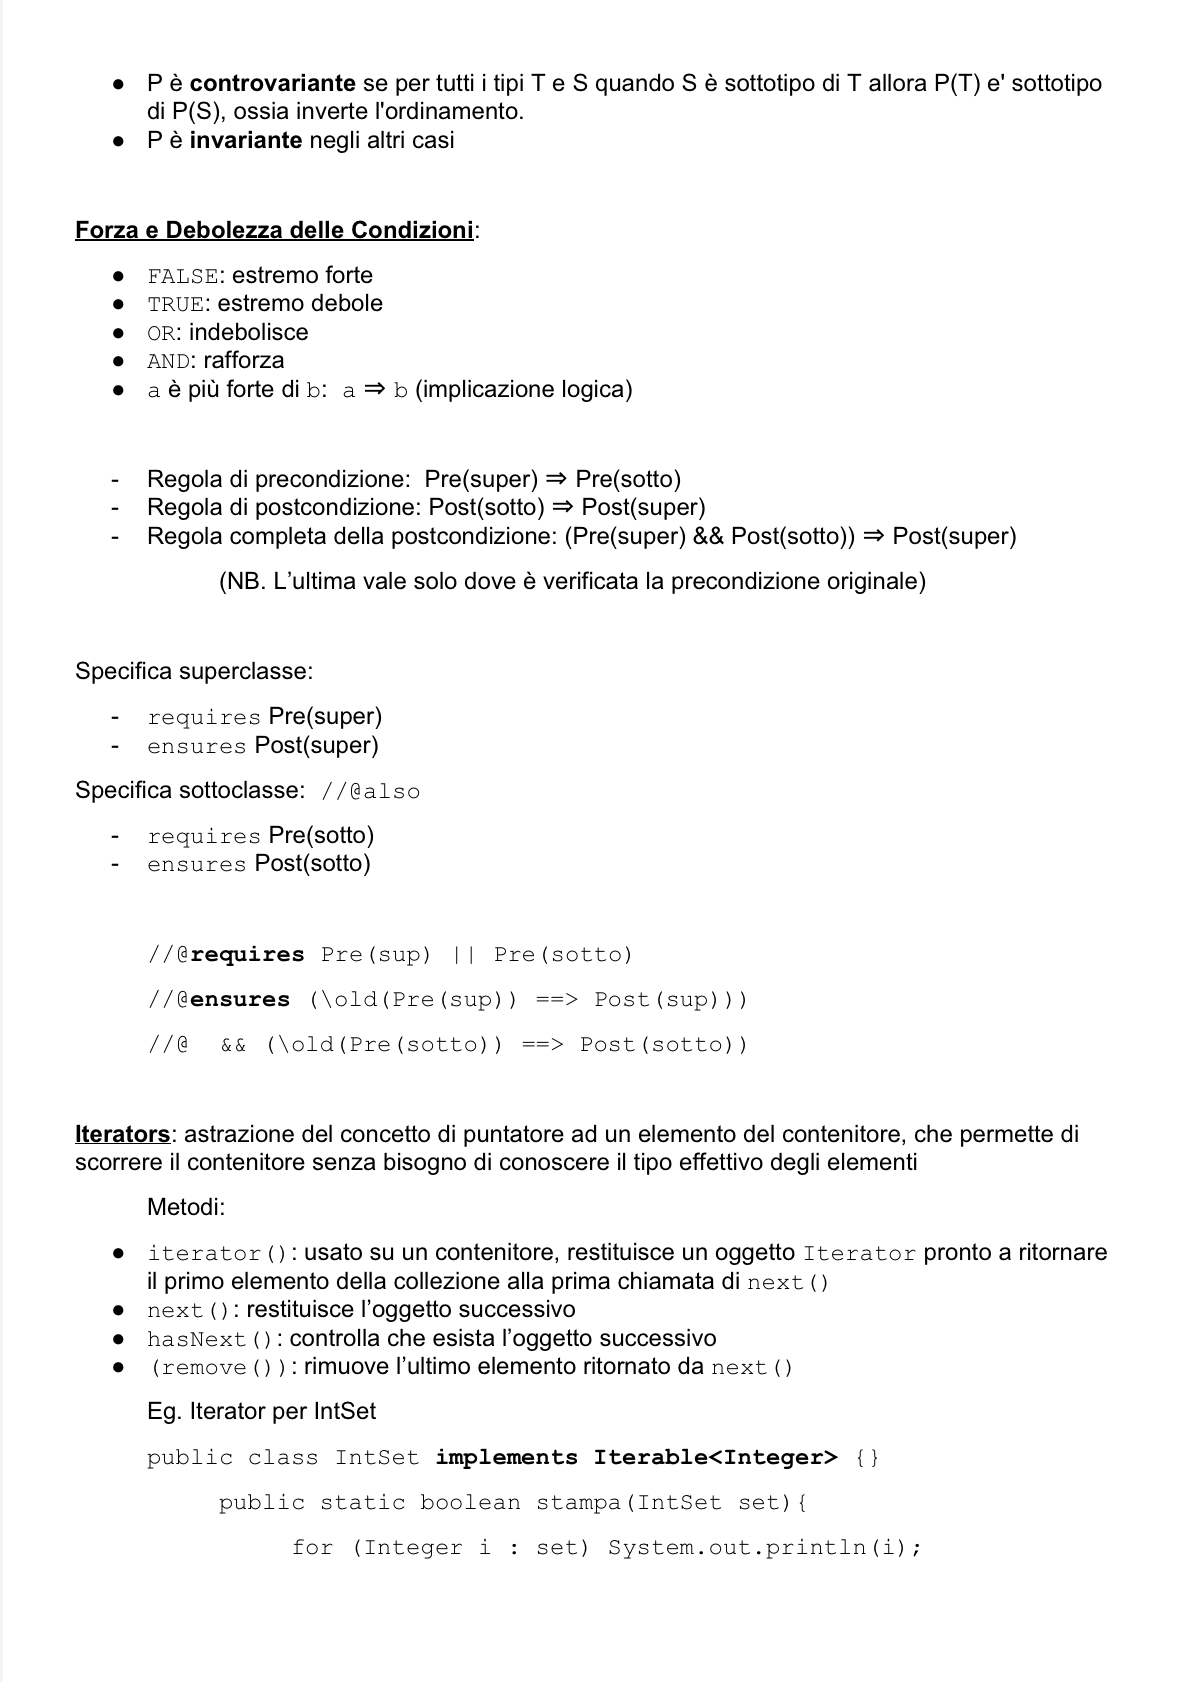 ● P è controvariante se per tutti i tipi T e S quando S è sottotipo di T allora P(T) e' sottotipo
di P(S), ossia inverte l'ordinamento.
● P è invariante negli altri casi
Forza e Debolezza delle Condizioni:
● FALSE: estremo forte
● TRUE: estremo debole
● OR: indebolisce
● AND: rafforza
● a è più forte di b: a ⇒ b (implicazione logica)
- Regola di precondizione: Pre(super) ⇒ Pre(sotto)
- Regola di postcondizione: Post(sotto) ⇒ Post(super)
- Regola completa della postcondizione: (Pre(super) && Post(sotto)) ⇒ Post(super)
(NB. L’ultima vale solo dove è verificata la precondizione originale)
Specifica superclasse:
- requires Pre(super)
- ensures Post(super)
Specifica sottoclasse: //@also
- requires Pre(sotto)
- ensures Post(sotto)
//@requires Pre(sup) || Pre(sotto)
//@ensures (\old(Pre(sup)) ==> Post(sup)))
//@ && (\old(Pre(sotto)) ==> Post(sotto))
Iterators: astrazione del concetto di puntatore ad un elemento del contenitore, che permette di
scorrere il contenitore senza bisogno di conoscere il tipo effettivo degli elementi
Metodi:
● iterator(): usato su un contenitore, restituisce un oggetto Iterator pronto a ritornare
il primo elemento della collezione alla prima chiamata di next()
● next(): restituisce l’oggetto successivo
● hasNext(): controlla che esista l’oggetto successivo
● (remove()): rimuove l’ultimo elemento ritornato da next()
Eg. Iterator per IntSet
public class IntSet implements Iterable<Integer> {}
public static boolean stampa(IntSet set){
for (Integer i : set) System.out.println(i);